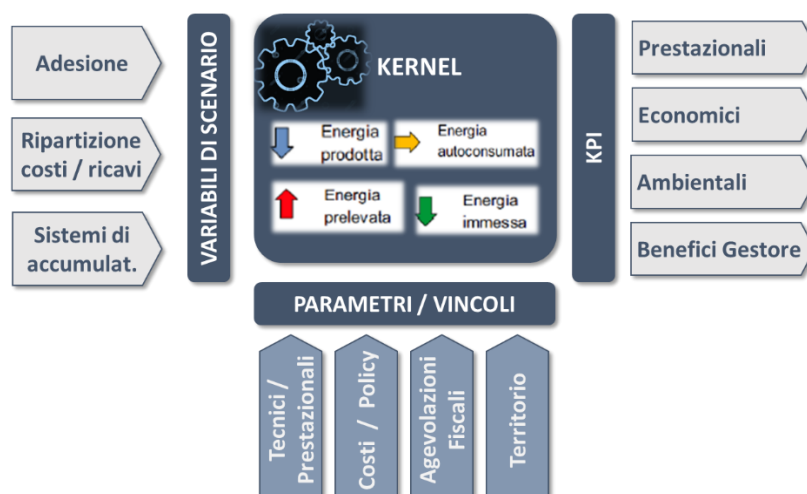 Adesione
Ripartizione
costi / ricavi
Sistemi di
accumulat.
VARIABILI DI SCENARIO
KERNEL
Energia
prodotta
Energia
autoconsumata
Energia
prelevata
Energia
immessa
KPI
Prestazionali
Economici
Ambientali
Benefici Gestore
PARAMETRI / VINCOLI
Tecnici /
Prestazionali
Costi / Policy
Agevolazioni
Fiscali
Territorio